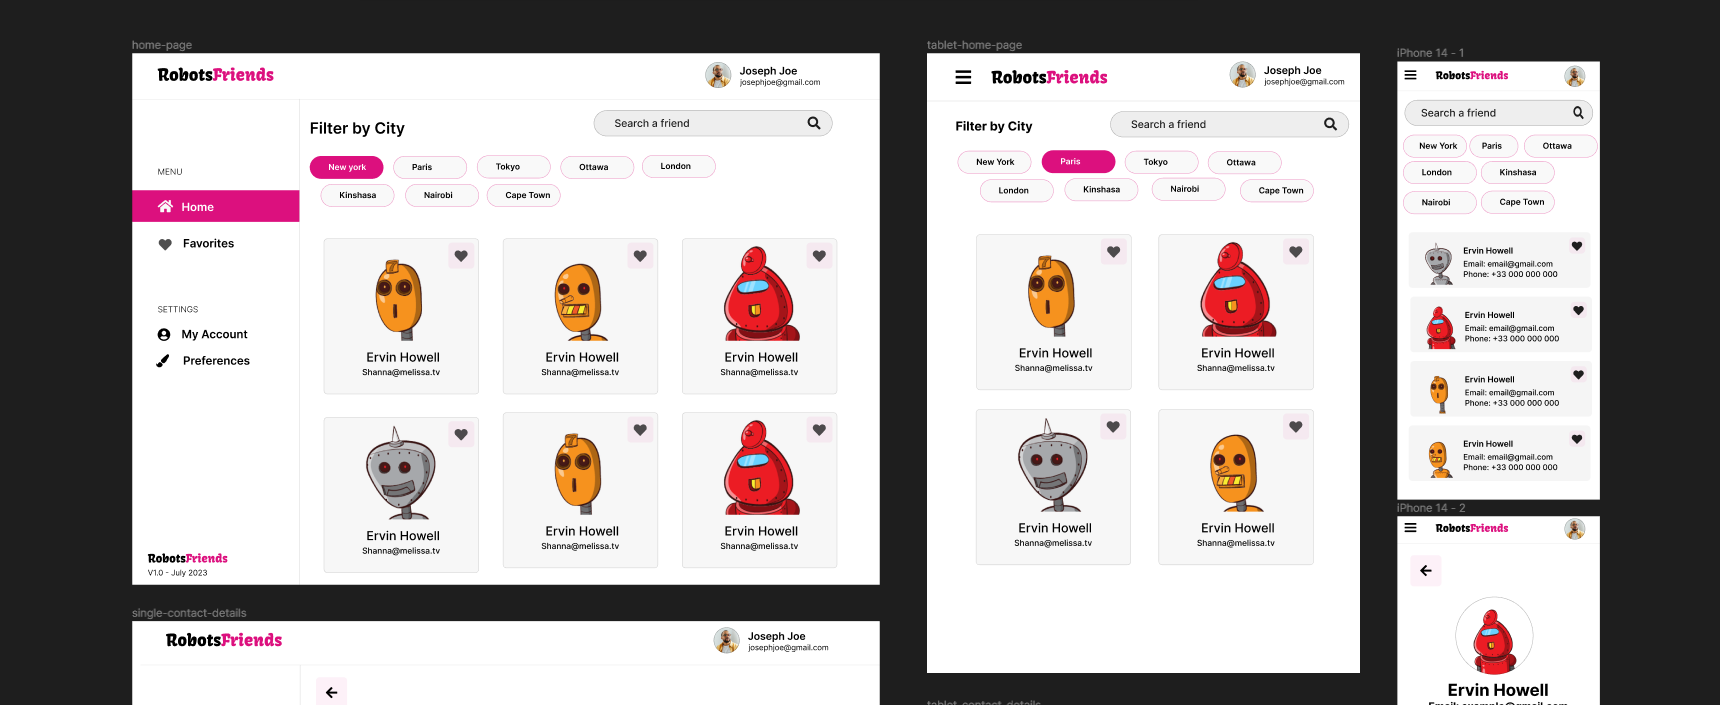 home-page
RobotsFriends
Joseph Joe
josephjoe@gmail.com
MENU
Home
Favorites
SETTINGS
My Account
Preferences
RobotsFriends
V1.0 - July 2023
Filter by City
Search a friend
New york Paris Tokyo Ottawa London
Kinshasa Nairobi Cape Town
Ervin Howell
Shanna@melissa.tv
Ervin Howell
Shanna@melissa.tv
Ervin Howell
Shanna@melissa.tv
Ervin Howell
Shanna@melissa.tv
Ervin Howell
Shanna@melissa.tv
Ervin Howell
Shanna@melissa.tv
single-contact-details
RobotsFriends
Joseph Joe
josephjoe@gmail.com
tablet-home-page
RobotsFriends
Joseph Joe
josephjoe@gmail.com
Filter by City
Search a friend
New York Paris Tokyo Ottawa
London Kinshasa Nairobi Cape Town
Ervin Howell
Shanna@melissa.tv
Ervin Howell
Shanna@melissa.tv
Ervin Howell
Shanna@melissa.tv
Ervin Howell
Shanna@melissa.tv
tablet-contact-details
iPhone 14 - 1
RobotsFriends
Search a friend
New York Paris Ottawa
London Kinshasa
Nairobi Cape Town
Ervin Howell
Email: email@gmail.com
Phone: +33 000 000 000
Ervin Howell
Email: email@gmail.com
Phone: +33 000 000 000
Ervin Howell
Email: email@gmail.com
Phone: +33 000 000 000
Ervin Howell
Email: email@gmail.com
Phone: +33 000 000 000
iPhone 14 - 2
RobotsFriends
Ervin Howell
Email: example@gmail.com